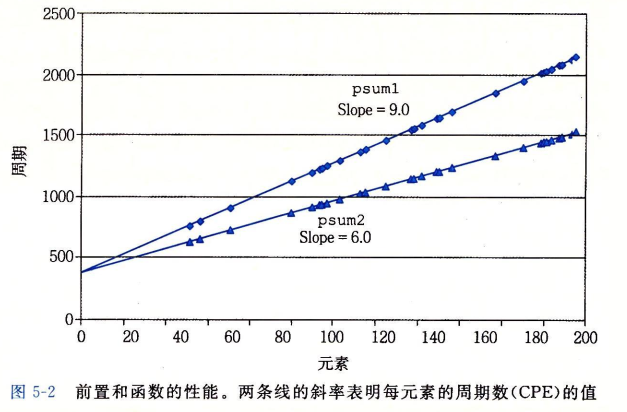 2500
2000
1500
1000
500
0
周期
psum1
Slope = 9.0
psum2
Slope = 6.0
0 20 40 60 80 100 120 140 160 180 200
元素
图 5-2 前置和函数的性能。两条线的斜率表明每元素的周期数(CPE)的值